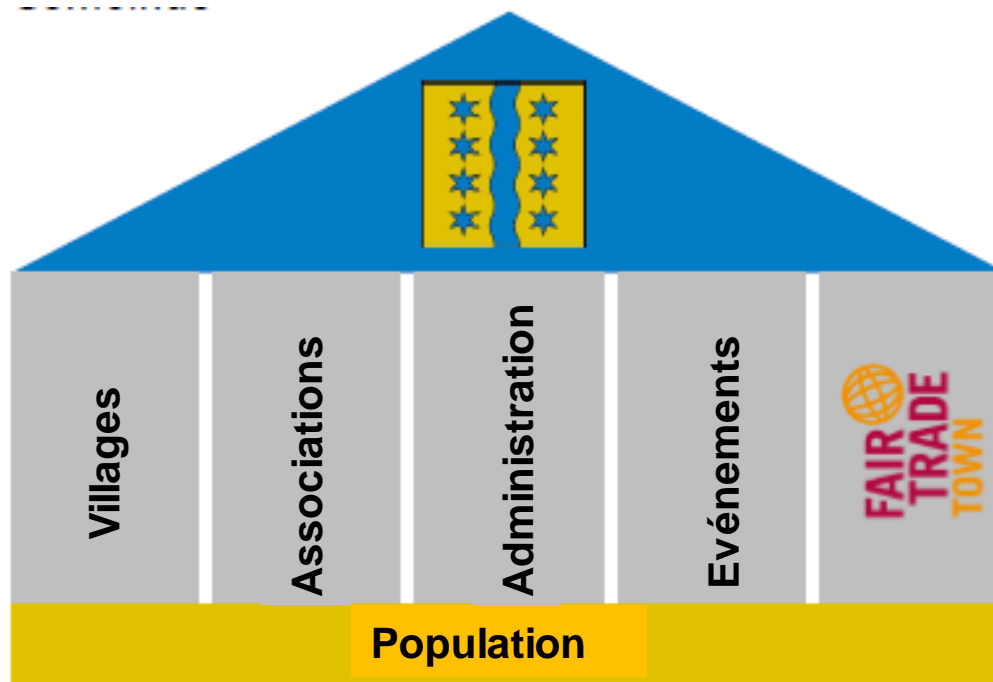 Villages
Associations
Administration
Evénements
FAIR
TRADE
TOWN
Population